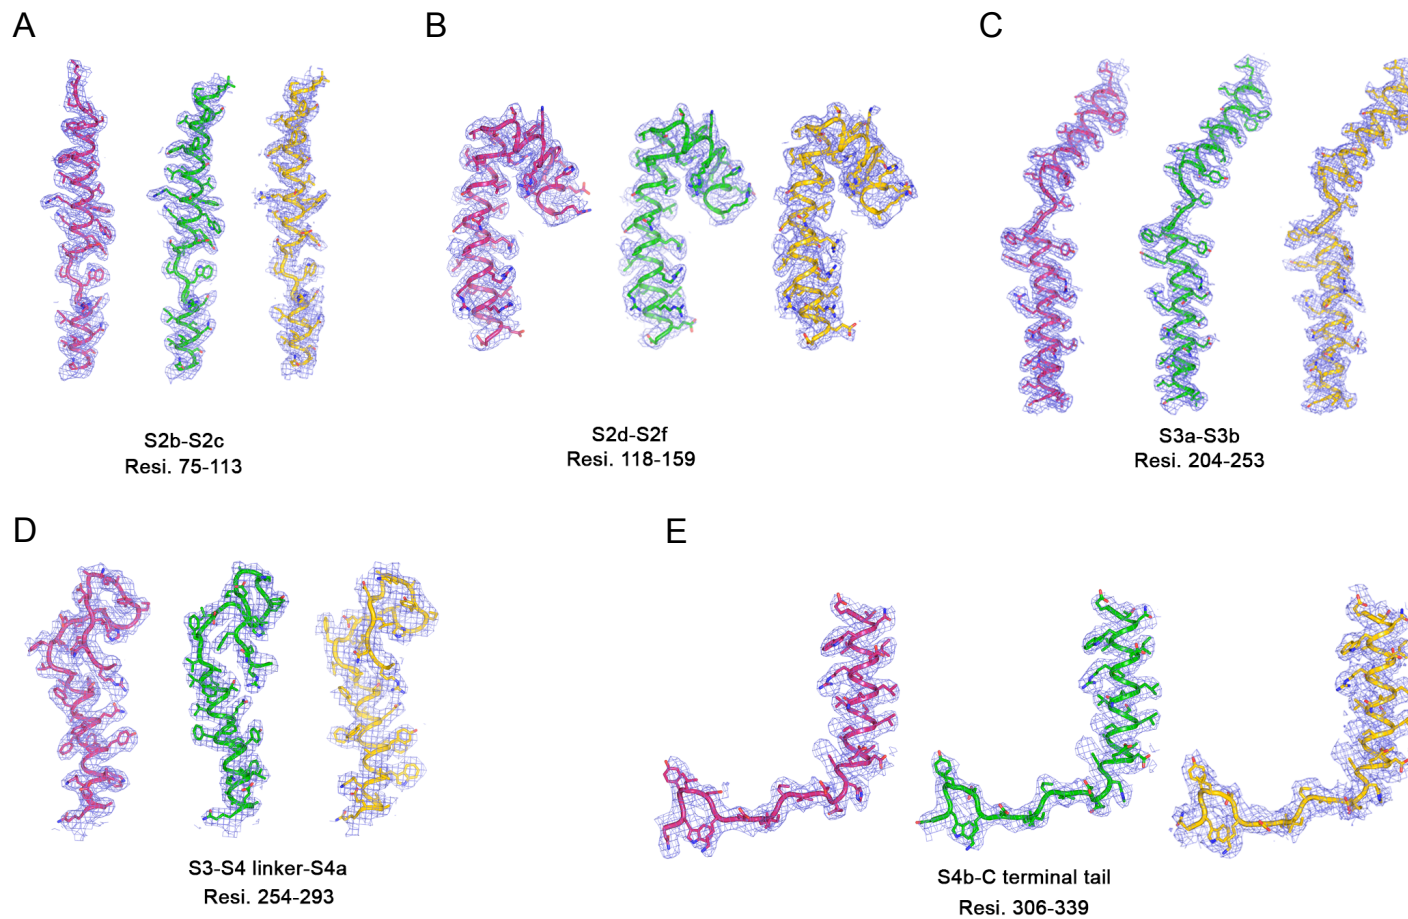 A
B
C
S2b-S2c
Resi. 75-113
S2d-S2f
Resi. 118-159
S3a-S3b
Resi. 204-253
D
E
S3-S4 linker-S4a
Resi. 254-293
S4b-C terminal tail
Resi. 306-339